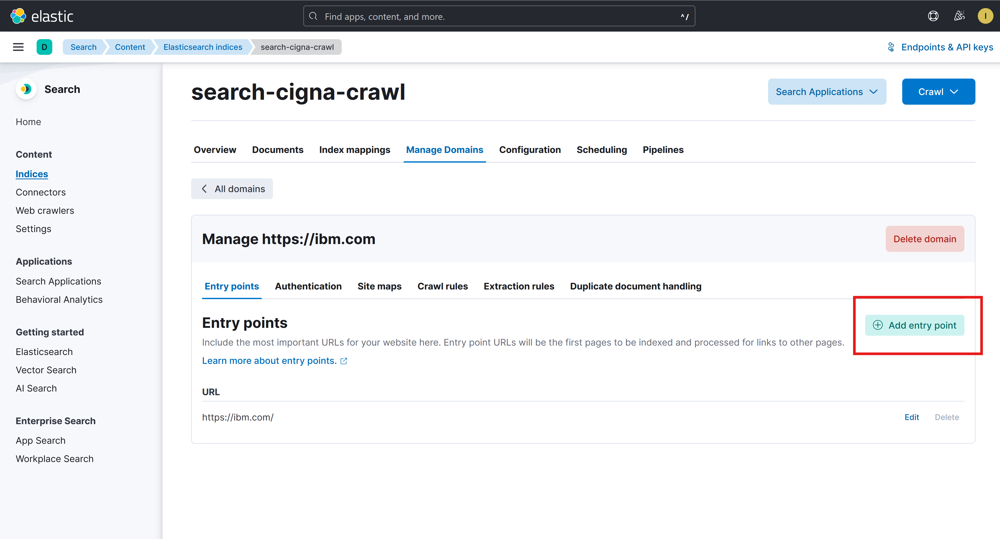 elastic
Find apps, content, and more.
^ /
I
D
Search
Content
Elasticsearch indices
search-cigna-crawl
Endpoints & API keys
Search
Home
Content
Indices
Connectors
Web crawlers
Settings
Applications
Search Applications
Behavioral Analytics
Getting started
Elasticsearch
Vector Search
AI Search
Enterprise Search
App Search
Workplace Search
search-cigna-crawl
Search Applications
Crawl
Overview
Documents
Index mappings
Manage Domains
Configuration
Scheduling
Pipelines
All domains
Manage https://ibm.com
Delete domain
Entry points
Authentication
Site maps
Crawl rules
Extraction rules
Duplicate document handling
Entry points
Add entry point
Include the most important URLs for your website here. Entry point URLs will be the first pages to be indexed and processed for links to other pages.
Learn more about entry points.
URL
https://ibm.com/
Edit
Delete